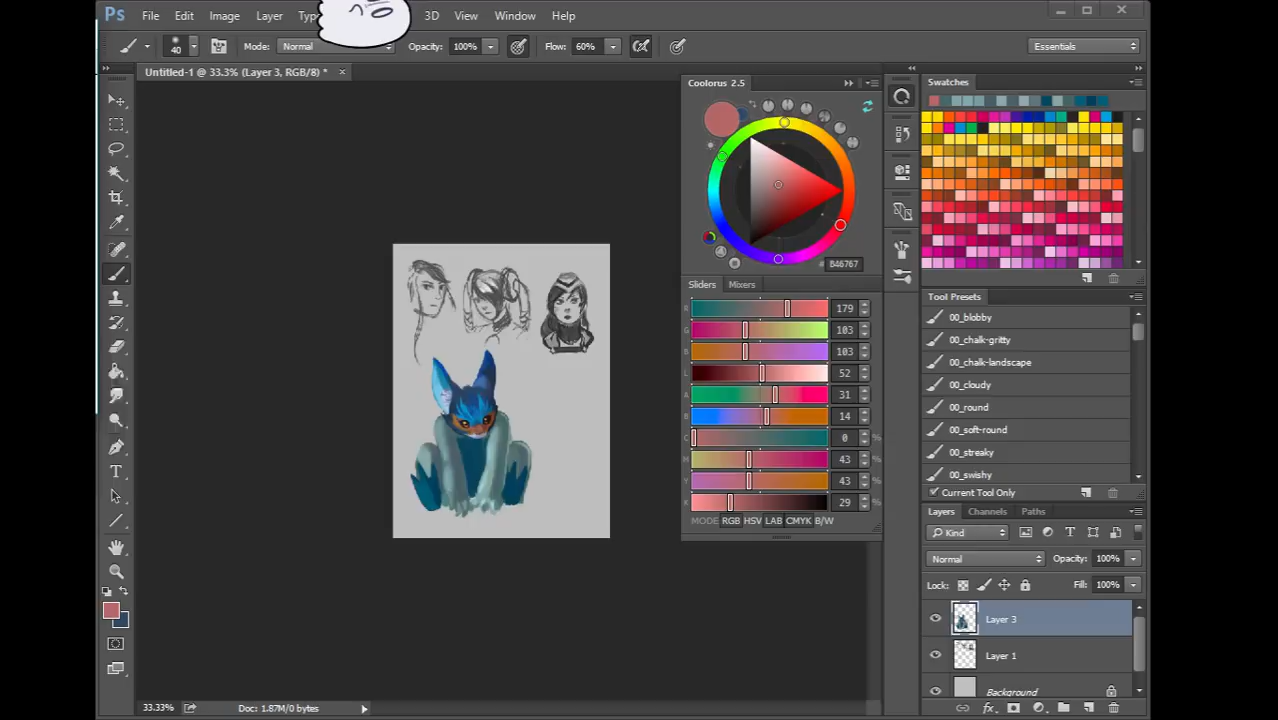 Ps File Edit Image Layer 3D View Window Help
40 Mode: Normal Opacity: 100% Flow: 60% Essentials
Untitled-1 @ 33.3% (Layer 3, RGB/8) *
Coolorus 2.5
# B46767
Sliders Mixers
R 179
G 103
B 103
L 52
A 31
B 14
C 0 %
M 43 %
Y 43 %
K 29 %
MODE RGB HSV LAB CMYK B/W
Swatches
Tool Presets
00_blobby
00_chalk-gritty
00_chalk-landscape
00_cloudy
00_round
00_soft-round
00_streaky
00_swishy
Current Tool Only
Layers Channels Paths
Kind
Normal Opacity: 100%
Lock: Fill: 100%
Layer 3
Layer 1
Background
fx
33.33% Doc: 1.87M/0 bytes